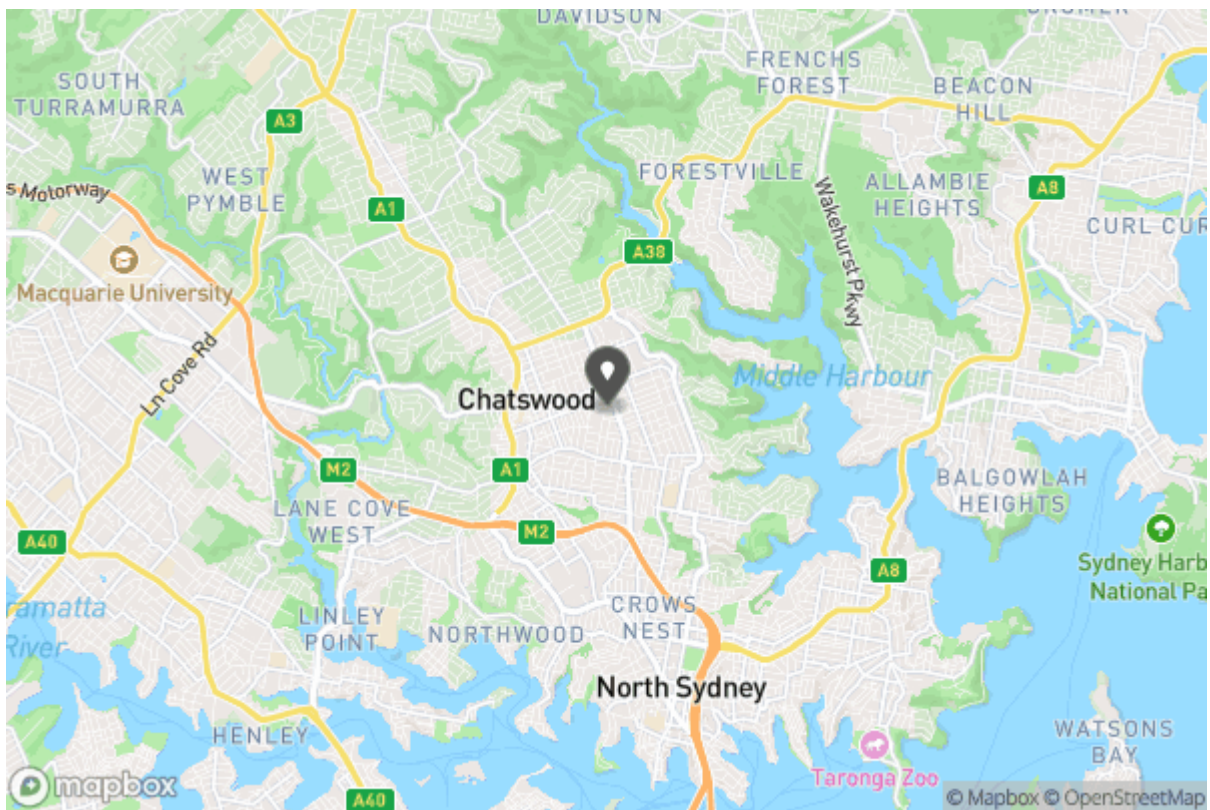 DAVIDSON
CROMER
FRENCHS
FOREST
BEACON
HILL
SOUTH
TURRAMURRA
A3
WEST
PYMBLE
FORESTVILLE
ALLAMBIE
HEIGHTS
A8
s Motorway
A1
Wakehurst Pkwy
CURL CUR
A38
Macquarie University
Ln Cove Rd
Middle Harbour
Chatswood
M2
A1
BALGOWLAH
HEIGHTS
LANE COVE
WEST
M2
A40
A8
Sydney Harb
National Pa
ramatta
River
LINLEY
POINT
NORTHWOOD
CROWS
NEST
North Sydney
HENLEY
WATSONS
BAY
Taronga Zoo
mapbox
A40
© Mapbox © OpenStreetMap